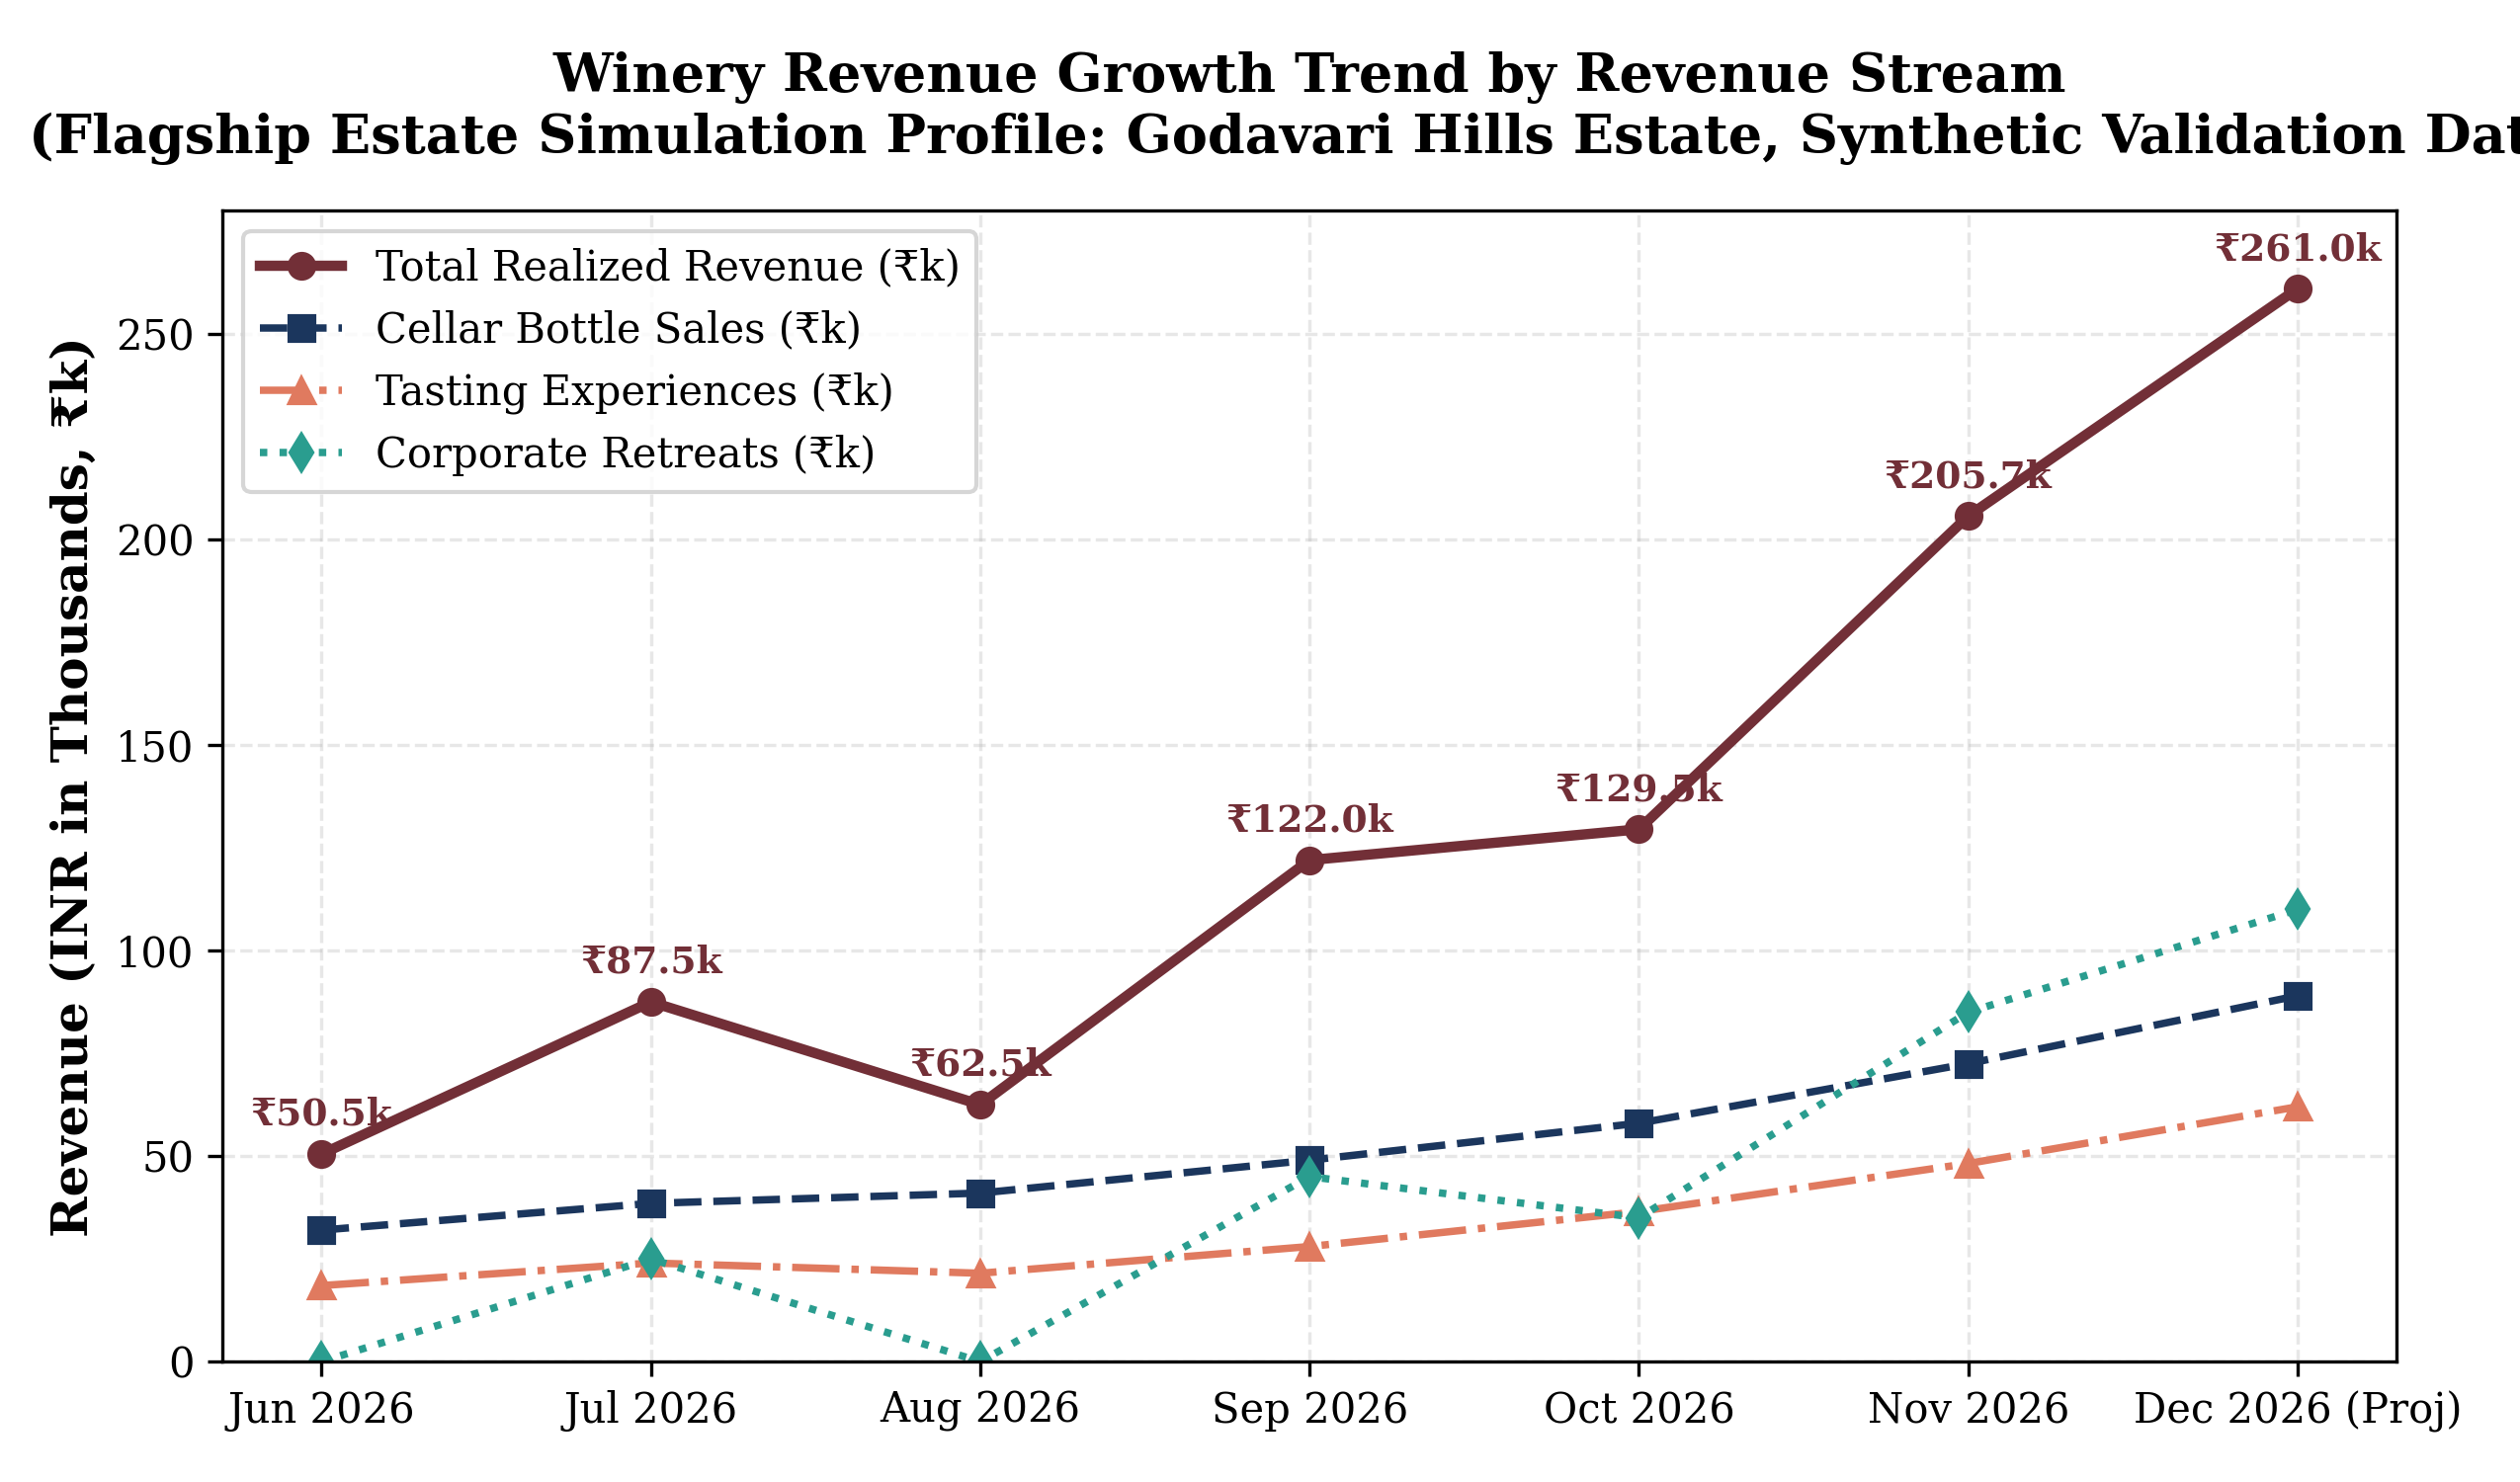 Winery Revenue Growth Trend by Revenue Stream
(Flagship Estate Simulation Profile: Godavari Hills Estate, Synthetic Validation Dat
Total Realized Revenue (₹k)
Cellar Bottle Sales (₹k)
Tasting Experiences (₹k)
Corporate Retreats (₹k)
Revenue (INR in Thousands, ₹k)
250
200
150
100
50
0
₹50.5k
₹87.5k
₹62.5k
₹122.0k
₹129.5k
₹205.7k
₹261.0k
Jun 2026
Jul 2026
Aug 2026
Sep 2026
Oct 2026
Nov 2026
Dec 2026 (Proj)